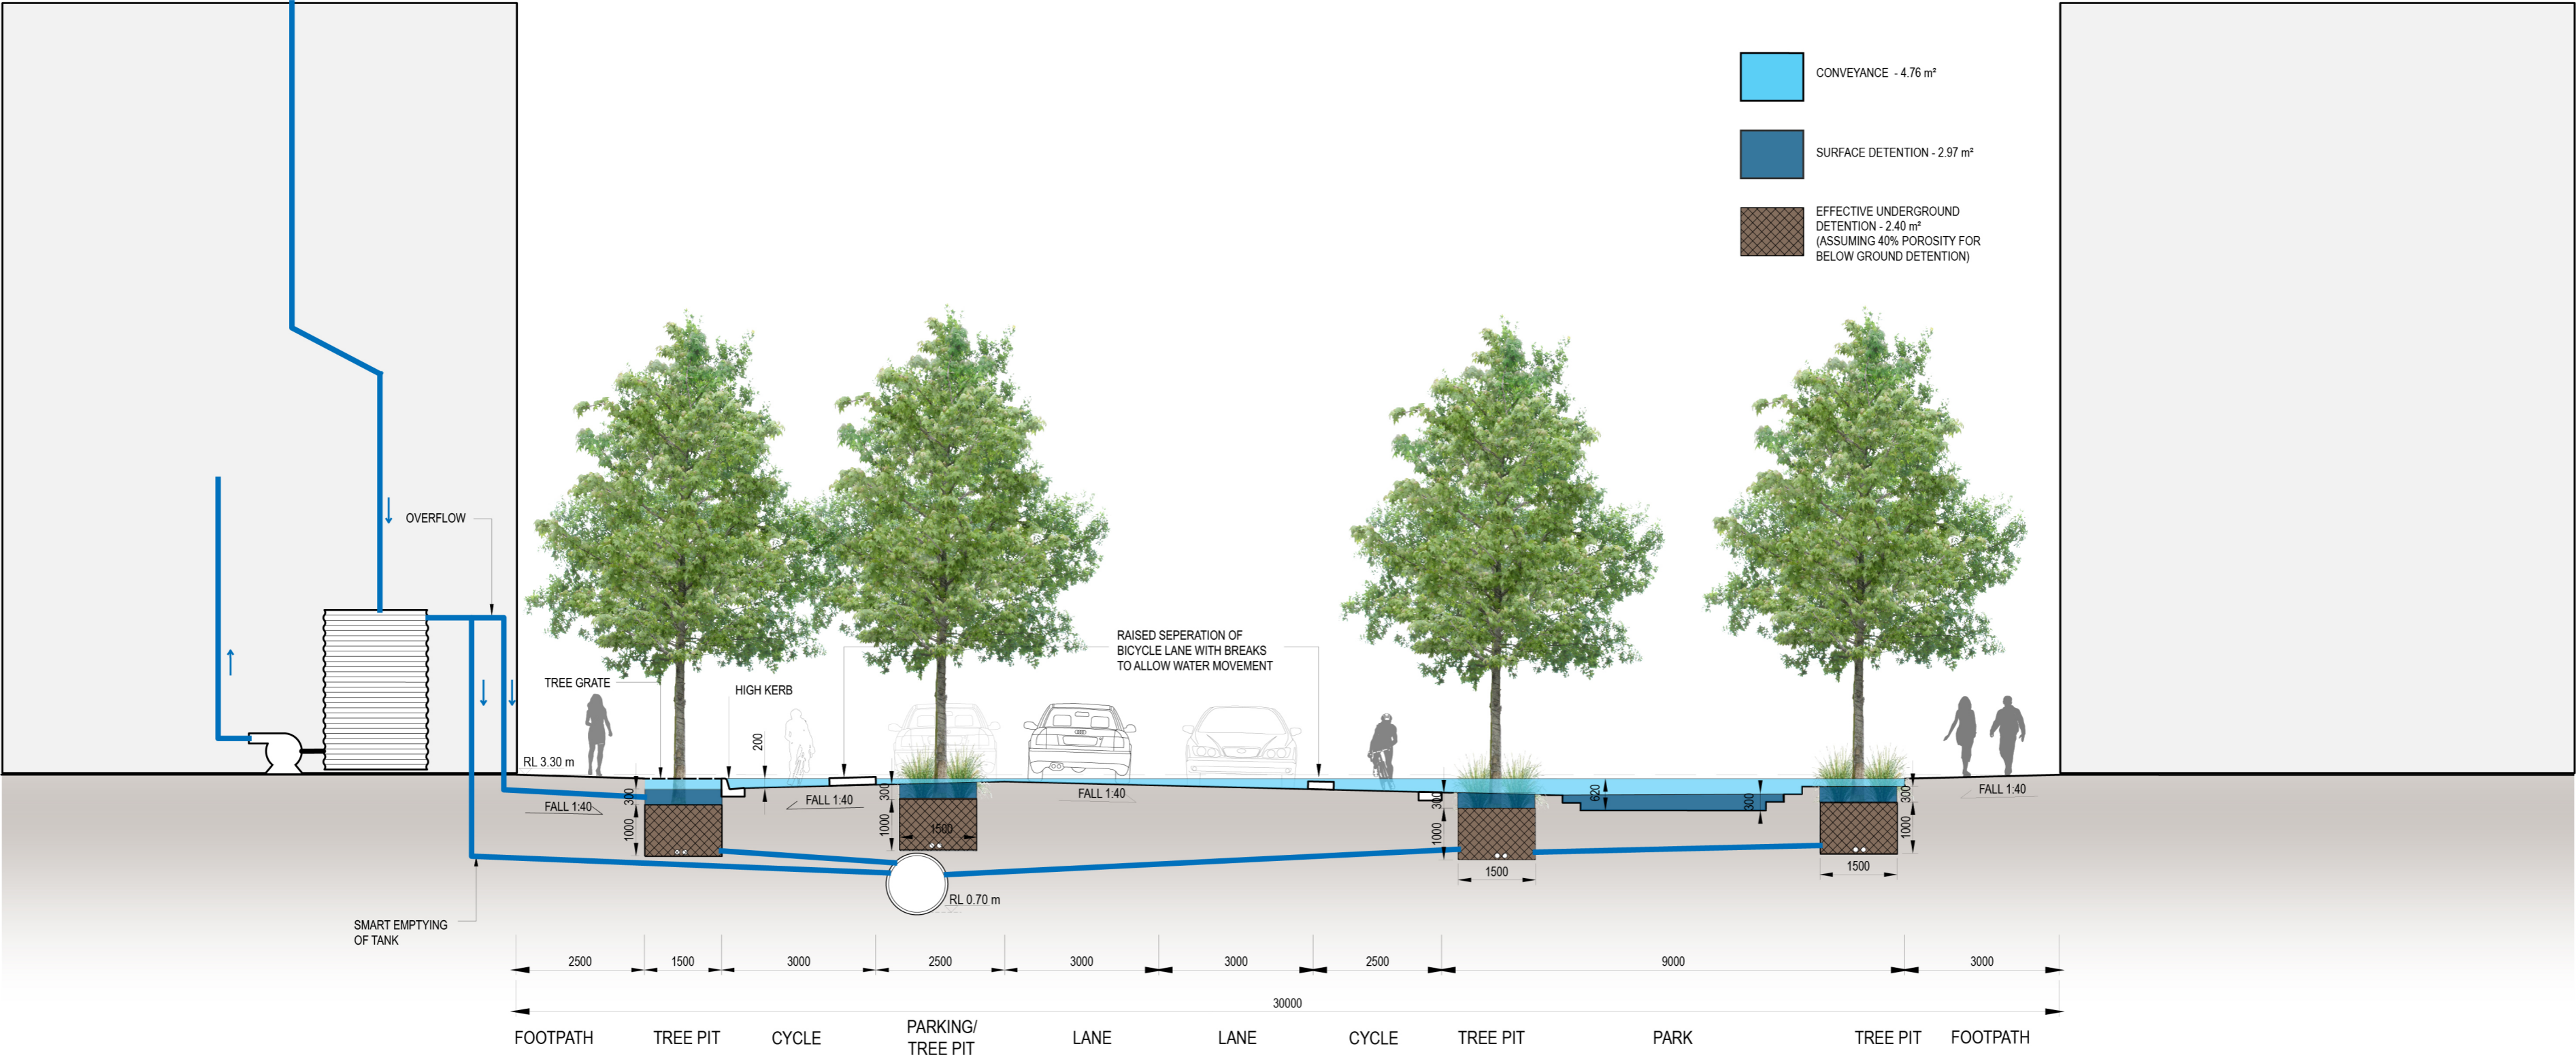 CONVEYANCE - 4.76 m²
SURFACE DETENTION - 2.97 m²
EFFECTIVE UNDERGROUND
DETENTION - 2.40 m²
(ASSUMING 40% POROSITY FOR
BELOW GROUND DETENTION)
OVERFLOW
RAISED SEPERATION OF
BICYCLE LANE WITH BREAKS
TO ALLOW WATER MOVEMENT
TREE GRATE
HIGH KERB
200
RL 3.30 m
FALL 1:40
300
1000
FALL 1:40
300
1000
1500
FALL 1:40
300
1000
1500
620
300
300
1000
1500
FALL 1:40
RL 0.70 m
SMART EMPTYING
OF TANK
2500
1500
3000
2500
3000
3000
2500
9000
3000
30000
FOOTPATH
TREE PIT
CYCLE
PARKING/
TREE PIT
LANE
LANE
CYCLE
TREE PIT
PARK
TREE PIT
FOOTPATH